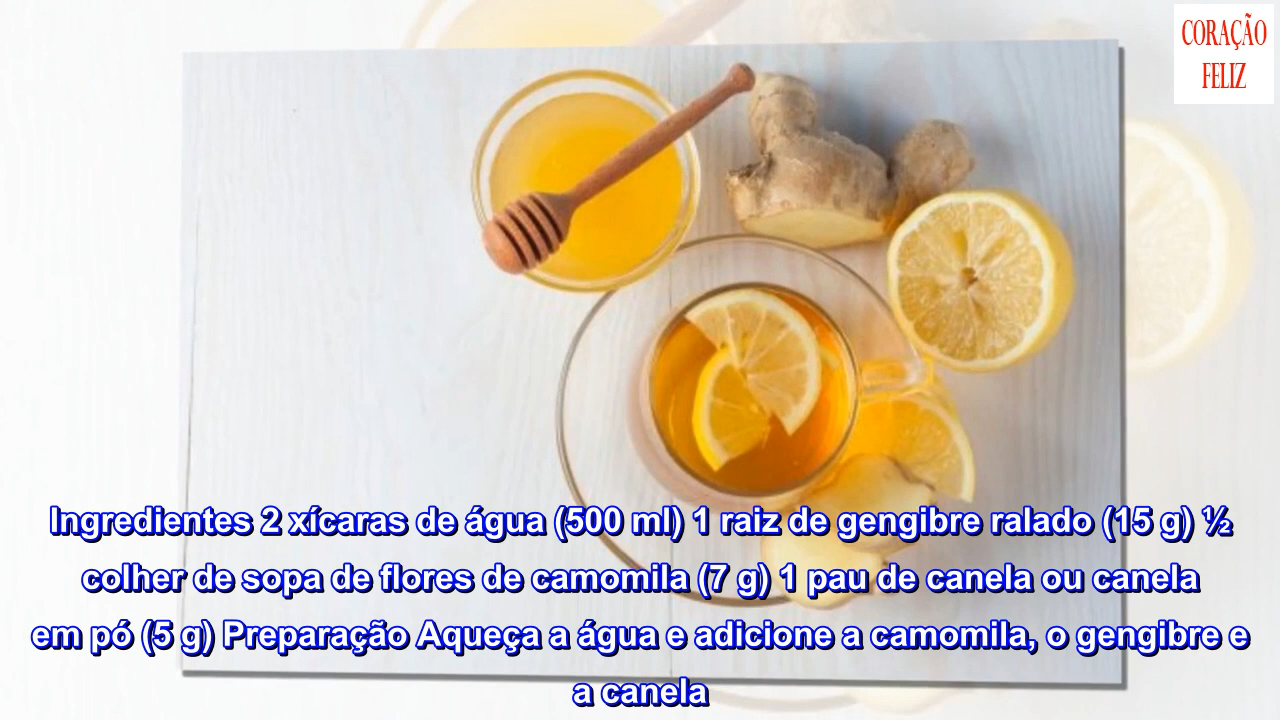 CORAÇÃO
FELIZ
Ingredientes 2 xícaras de água (500 ml) 1 raiz de gengibre ralado (15 g) ½
colher de sopa de flores de camomila (7 g) 1 pau de canela ou canela
em pó (5 g) Preparação Aqueça a água e adicione a camomila, o gengibre e
a canela